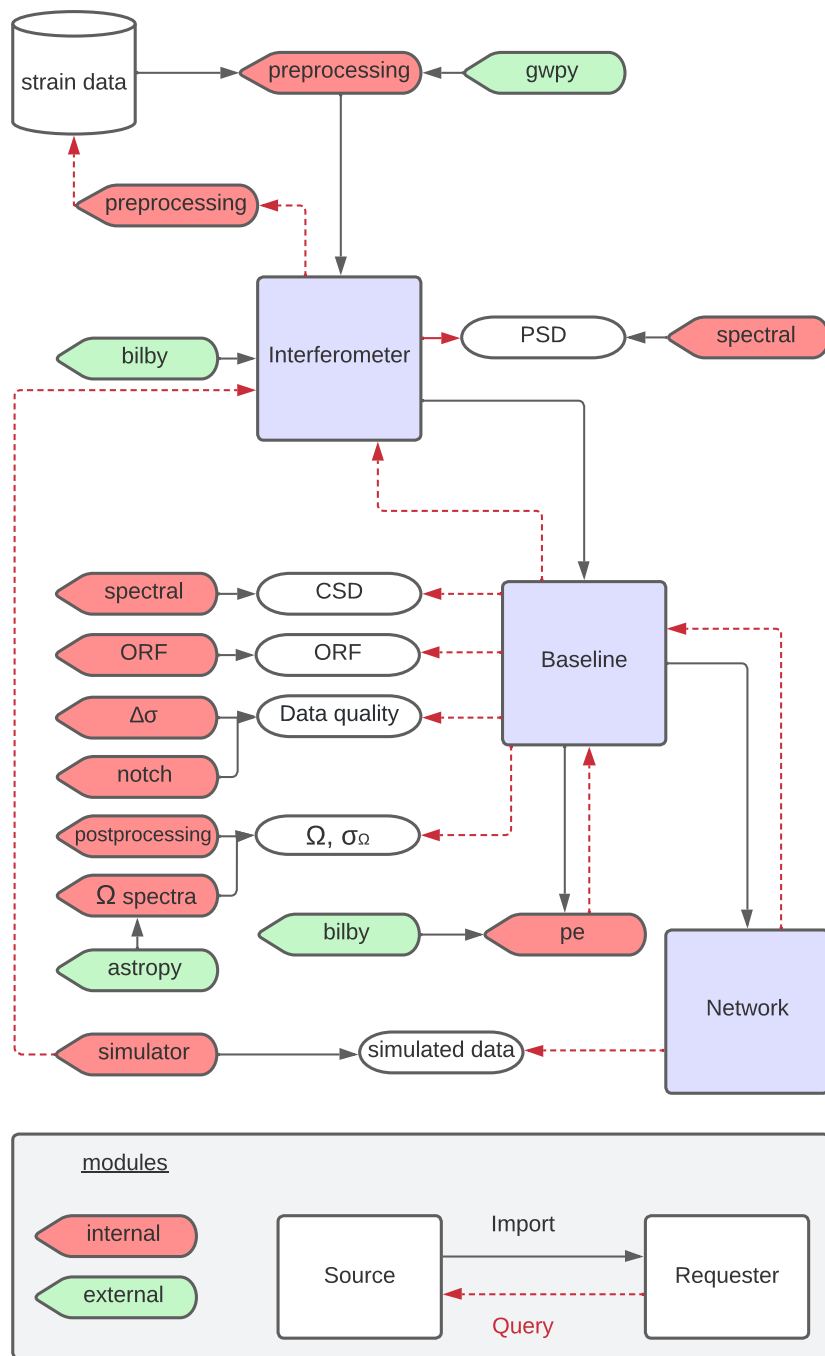 strain data
preprocessing
gwpy
preprocessing
bilby
Interferometer
PSD
spectral
spectral
CSD
ORF
ORF
Baseline
Δσ
Data quality
notch
postprocessing
Ω, σΩ
Ω spectra
bilby
pe
astropy
Network
simulator
simulated data
modules
internal
external
Source
Import
Query
Requester